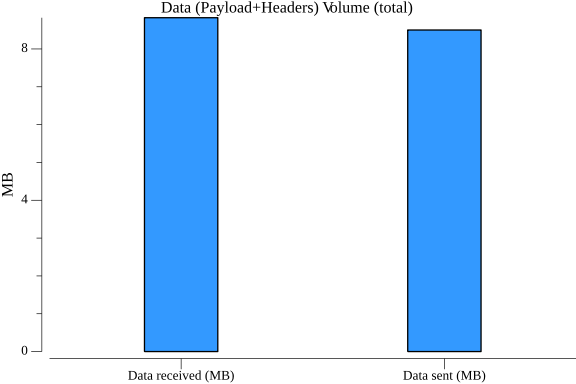 Data (Payload+Headers) Volume (total)
8
MB
4
0
Data received (MB)
Data sent (MB)